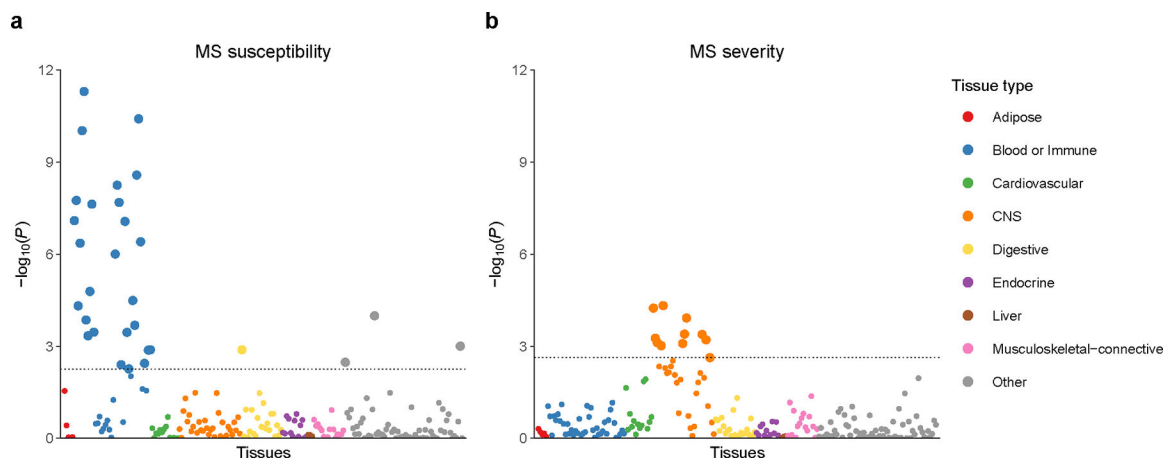 a
MS susceptibility
12
9
6
3
0
−log10(P)
Tissues
b
MS severity
12
9
6
3
0
−log10(P)
Tissues
Tissue type
Adipose
Blood or Immune
Cardiovascular
CNS
Digestive
Endocrine
Liver
Musculoskeletal−connective
Other